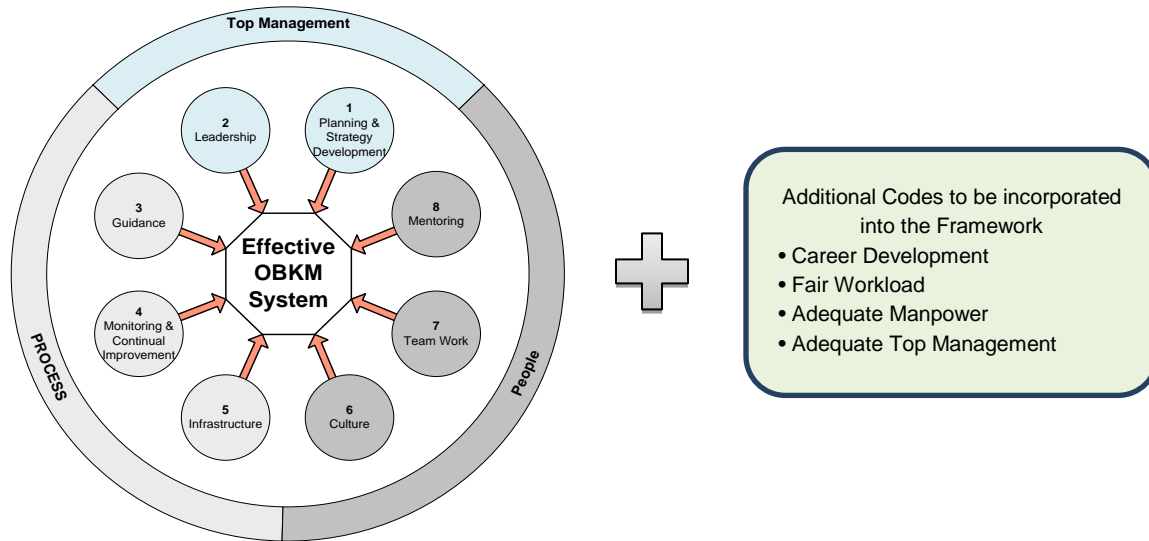 Top Management
1
Planning &
Strategy
Development
2
Leadership
3
Guidance
4
Monitoring &
Continual
Improvement
5
Infrastructure
6
Culture
7
Team Work
8
Mentoring
Effective
OBKM
System
PROCESS
People
Additional Codes to be incorporated
into the Framework
• Career Development
• Fair Workload
• Adequate Manpower
• Adequate Top Management